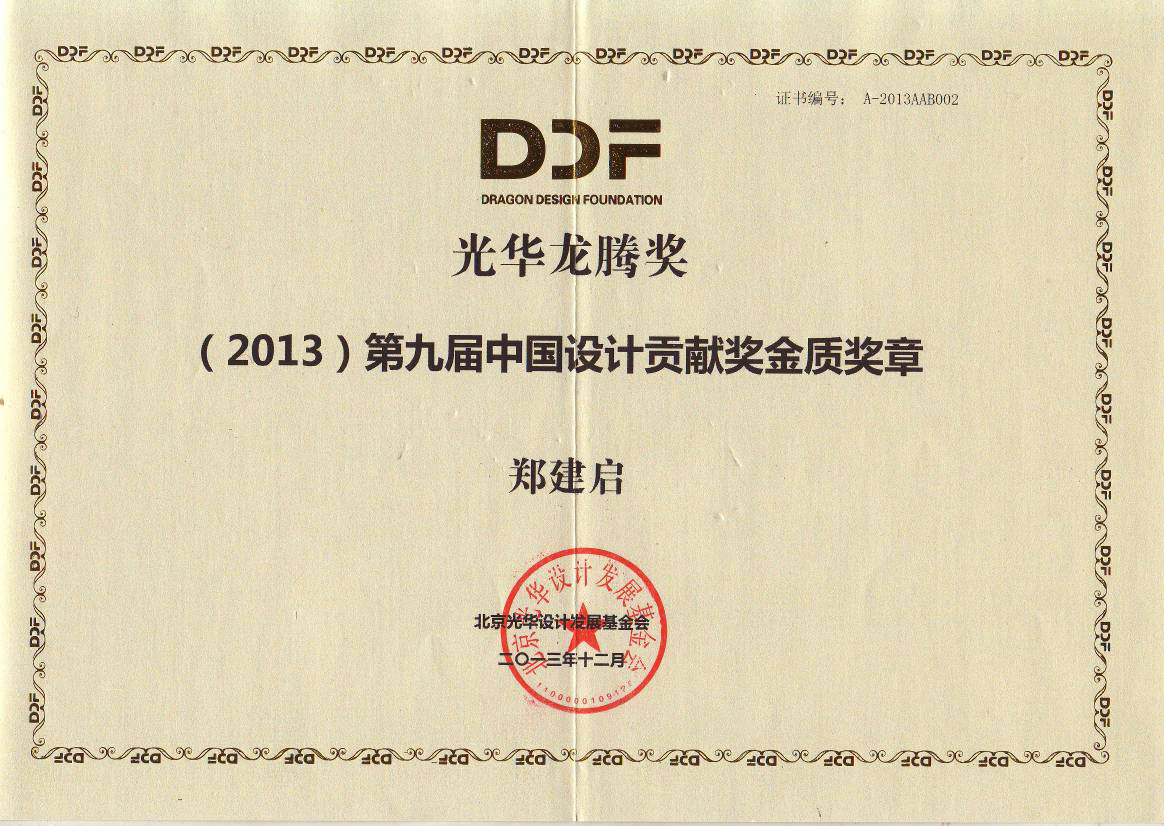 证书编号： A-2013AAB002
DDF
DRAGON DESIGN FOUNDATION
光华龙腾奖
（2013）第九届中国设计贡献奖金质奖章
郑建启
北京光华设计发展基金会
北京光华设计发展基金会
二〇一三年十二月